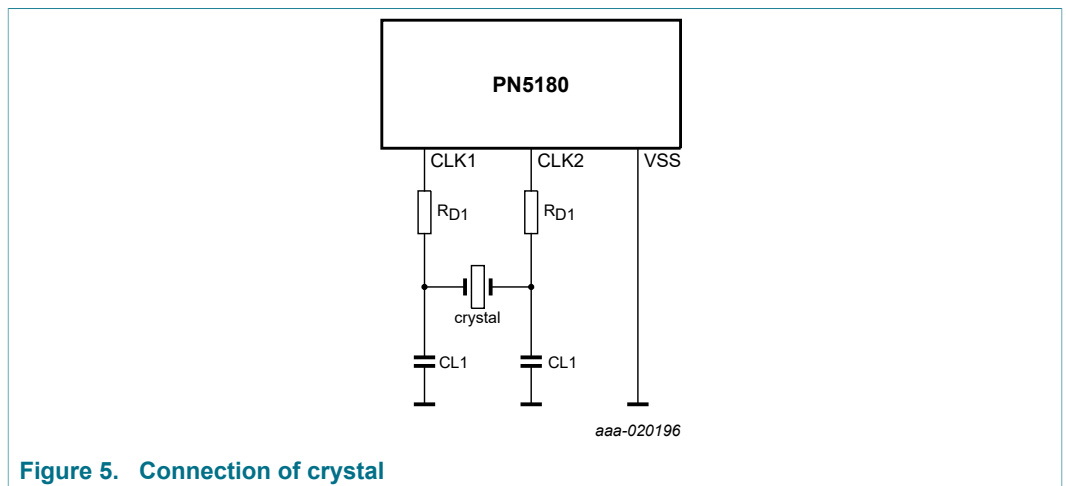 PN5180
CLK1 CLK2 VSS
RD1 RD1
crystal
CL1 CL1
aaa-020196
Figure 5. Connection of crystal